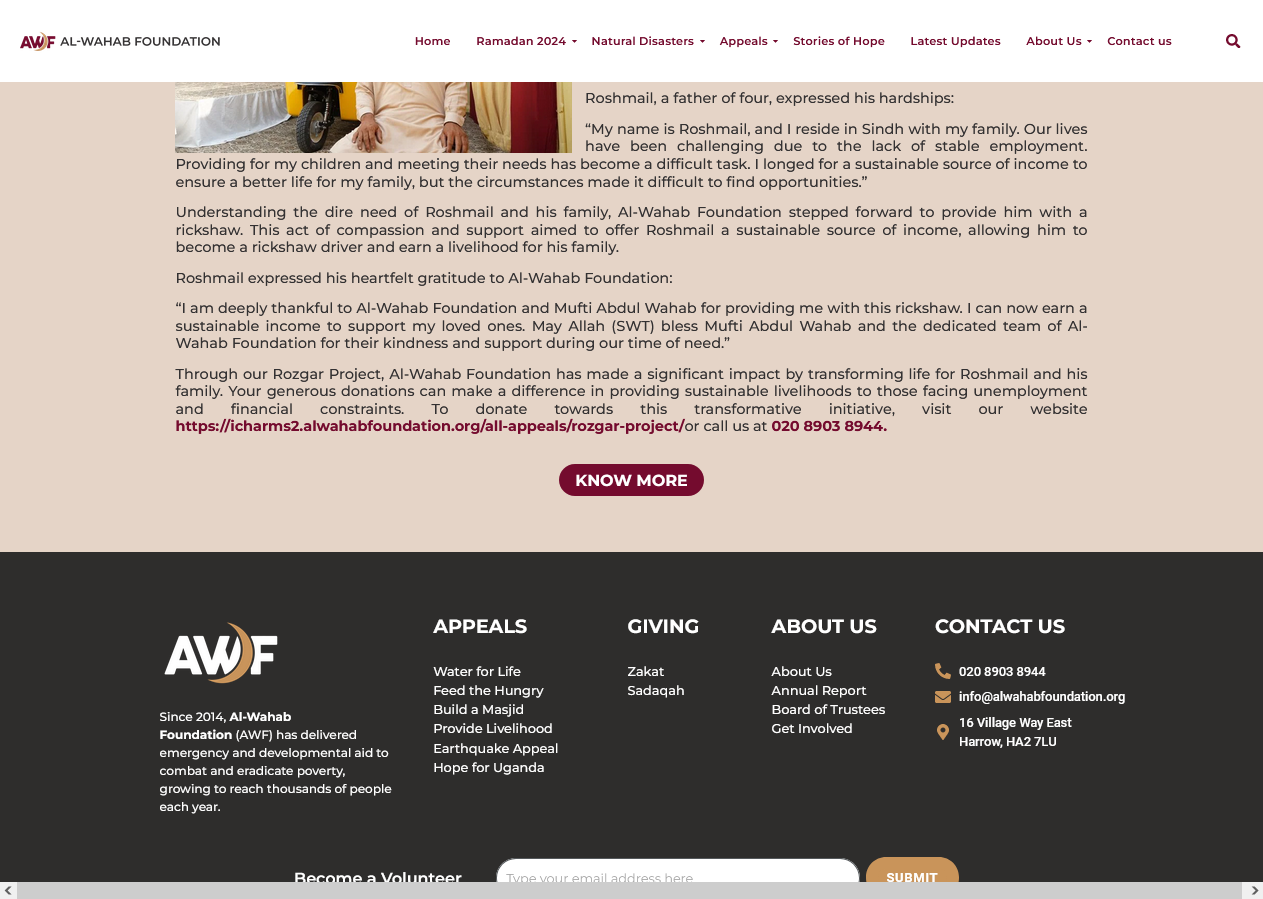 AWF AL-WAHAB FOUNDATION
Home Ramadan 2024 Natural Disasters Appeals Stories of Hope Latest Updates About Us Contact us
Roshmail, a father of four, expressed his hardships:
“My name is Roshmail, and I reside in Sindh with my family. Our lives
have been challenging due to the lack of stable employment.
Providing for my children and meeting their needs has become a difficult task. I longed for a sustainable source of income to
ensure a better life for my family, but the circumstances made it difficult to find opportunities.”
Understanding the dire need of Roshmail and his family, Al-Wahab Foundation stepped forward to provide him with a
rickshaw. This act of compassion and support aimed to offer Roshmail a sustainable source of income, allowing him to
become a rickshaw driver and earn a livelihood for his family.
Roshmail expressed his heartfelt gratitude to Al-Wahab Foundation:
“I am deeply thankful to Al-Wahab Foundation and Mufti Abdul Wahab for providing me with this rickshaw. I can now earn a
sustainable income to support my loved ones. May Allah (SWT) bless Mufti Abdul Wahab and the dedicated team of Al-
Wahab Foundation for their kindness and support during our time of need.”
Through our Rozgar Project, Al-Wahab Foundation has made a significant impact by transforming life for Roshmail and his
family. Your generous donations can make a difference in providing sustainable livelihoods to those facing unemployment
and financial constraints. To donate towards this transformative initiative, visit our website
https://icharms2.alwahabfoundation.org/all-appeals/rozgar-project/or call us at 020 8903 8944.
KNOW MORE
AWF
Since 2014, Al-Wahab
Foundation (AWF) has delivered
emergency and developmental aid to
combat and eradicate poverty,
growing to reach thousands of people
each year.
APPEALS
Water for Life
Feed the Hungry
Build a Masjid
Provide Livelihood
Earthquake Appeal
Hope for Uganda
GIVING
Zakat
Sadaqah
ABOUT US
About Us
Annual Report
Board of Trustees
Get Involved
CONTACT US
020 8903 8944
info@alwahabfoundation.org
16 Village Way East
Harrow, HA2 7LU
Become a Volunteer
Type your email address here
SUBMIT